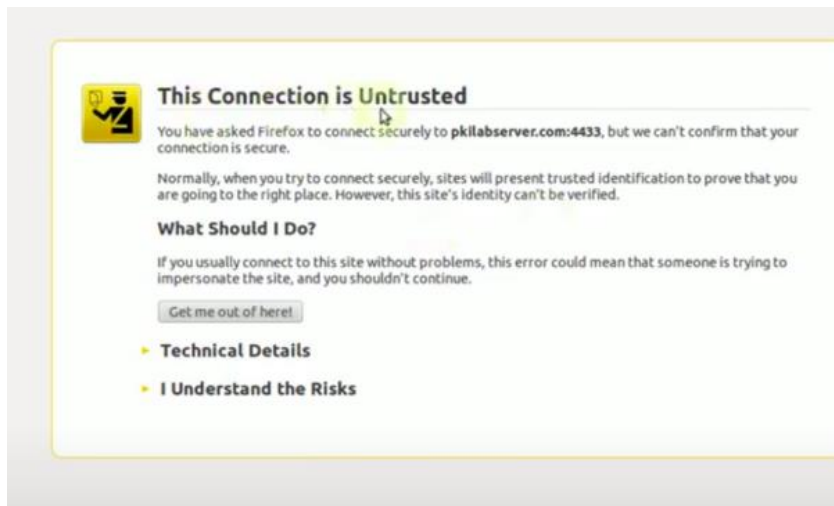 This Connection is Untrusted
You have asked Firefox to connect securely to pkilabserver.com:4433, but we can't confirm that your
connection is secure.
Normally, when you try to connect securely, sites will present trusted identification to prove that you
are going to the right place. However, this site's identity can't be verified.
What Should I Do?
If you usually connect to this site without problems, this error could mean that someone is trying to
impersonate the site, and you shouldn't continue.
Get me out of here!
Technical Details
I Understand the Risks